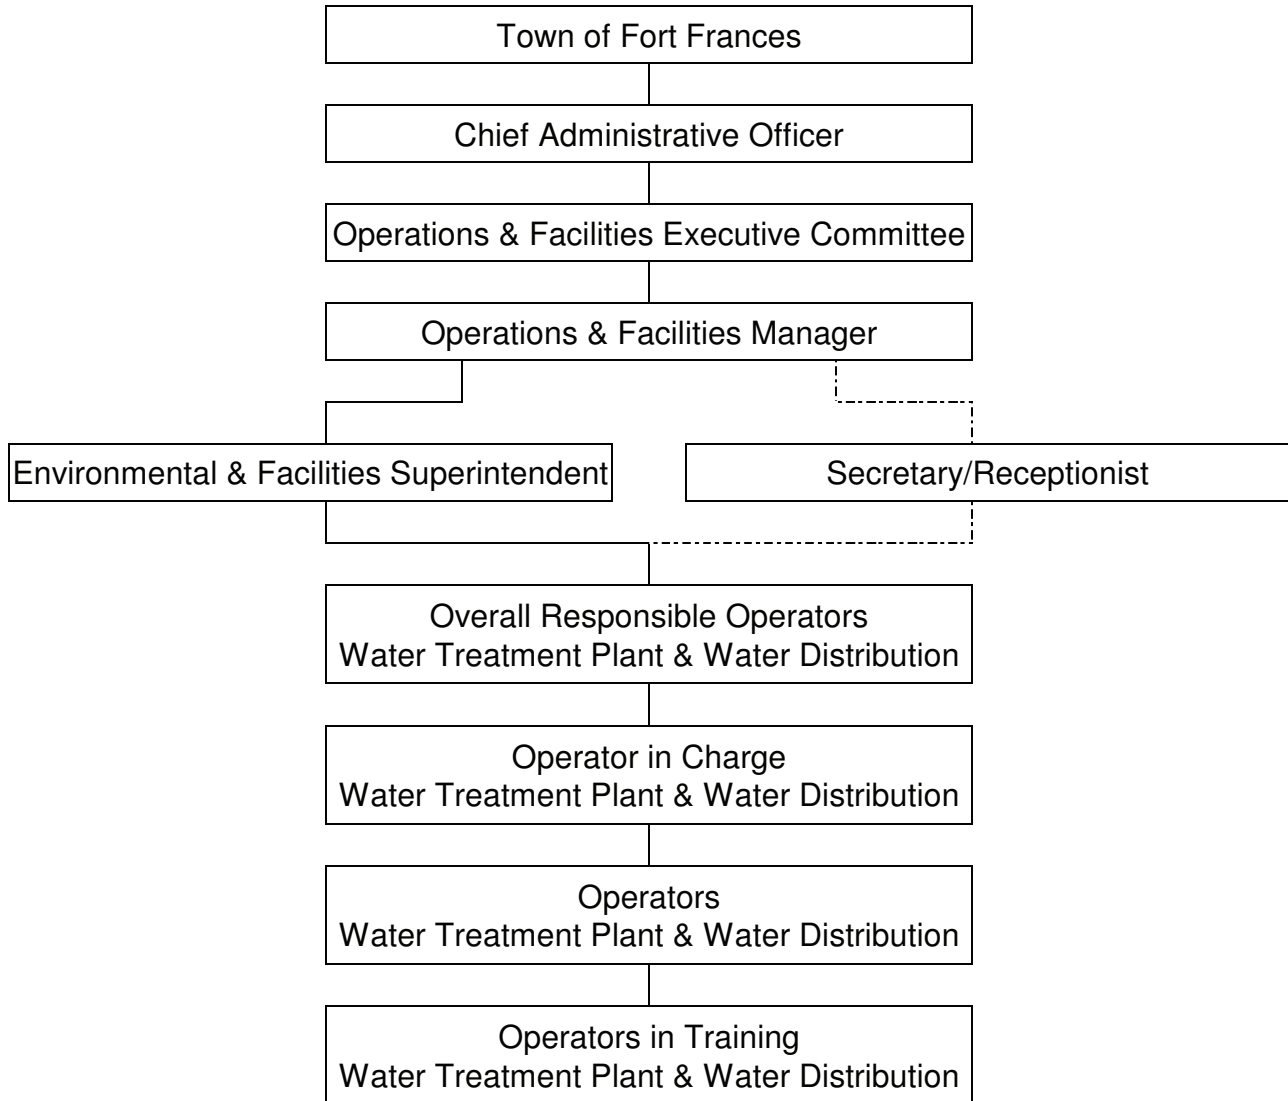 Town of Fort Frances
Chief Administrative Officer
Operations & Facilities Executive Committee
Operations & Facilities Manager
Environmental & Facilities Superintendent
Secretary/Receptionist
Overall Responsible Operators
Water Treatment Plant & Water Distribution
Operator in Charge
Water Treatment Plant & Water Distribution
Operators
Water Treatment Plant & Water Distribution
Operators in Training
Water Treatment Plant & Water Distribution